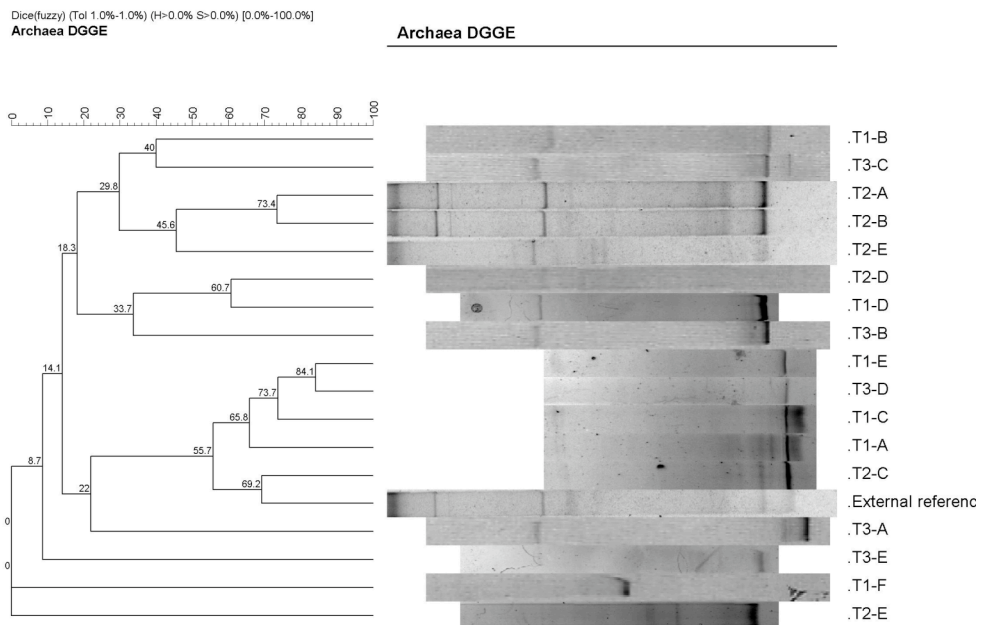 Dice(fuzzy) (Tol 1.0%-1.0%) (H>0.0% S>0.0%) [0.0%-100.0%]
Archaea DGGE
Archaea DGGE
0 10 20 30 40 50 60 70 80 90 100
40
29.8
73.4
45.6
18.3
60.7
33.7
14.1
84.1
73.7
65.8
55.7
8.7
69.2
22
0
0
.T1-B
.T3-C
.T2-A
.T2-B
.T2-E
.T2-D
.T1-D
.T3-B
.T1-E
.T3-D
.T1-C
.T1-A
.T2-C
.External referenc
.T3-A
.T3-E
.T1-F
.T2-E